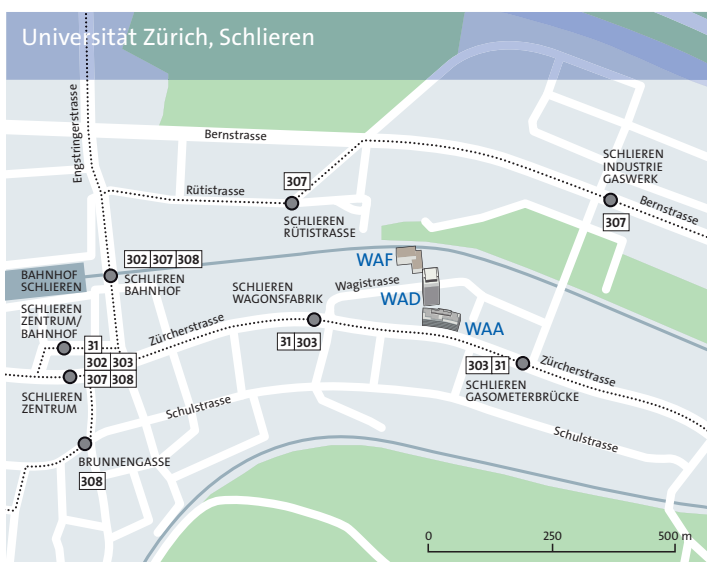 Universität Zürich, Schlieren
Engstringerstrasse
Bernstrasse
SCHLIEREN
INDUSTRIE
GASWERK
307
Rütistrasse
307
SCHLIEREN
RÜTISTRASSE
Bernstrasse
302 307 308
SCHLIEREN
BAHNHOF
BAHNHOF
SCHLIEREN
WAF
WAD
WAA
Wagistrasse
SCHLIEREN
WAGONSFABRIK
31 303
SCHLIEREN
ZENTRUM/
BAHNHOF
31
Zürcherstrasse
302 303
307 308
SCHLIEREN
ZENTRUM
303 31
SCHLIEREN
GASOMETERBRÜCKE
Zürcherstrasse
Schulstrasse
Schulstrasse
BRUNNENGASSE
308
0 250 500 m